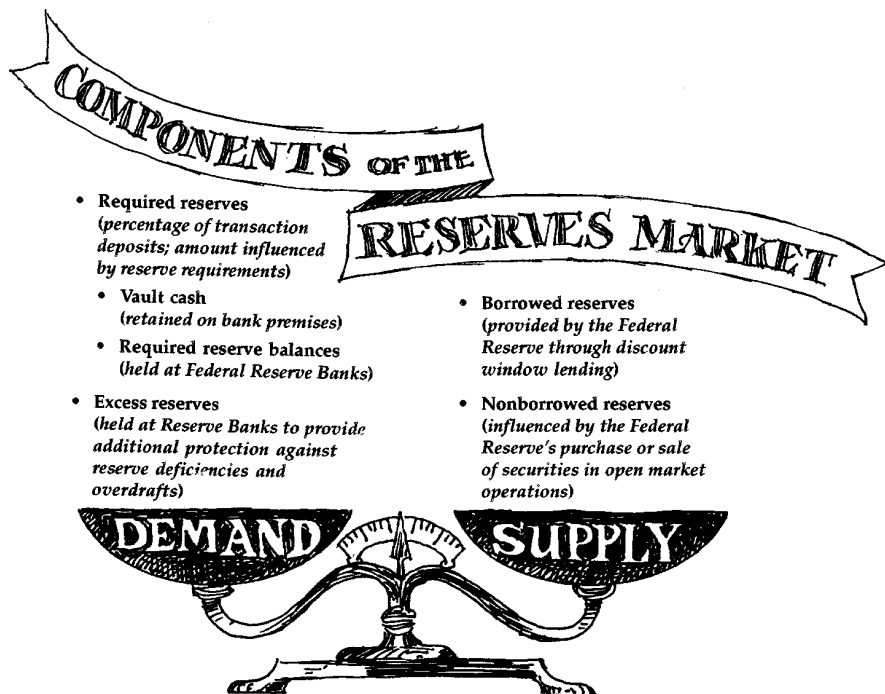 COMPONENTS OF THE
RESERVES MARKET
• Required reserves
(percentage of transaction
deposits; amount influenced
by reserve requirements)
• Vault cash
(retained on bank premises)
• Required reserve balances
(held at Federal Reserve Banks)
• Excess reserves
(held at Reserve Banks to provide
additional protection against
reserve deficiencies and
overdrafts)
• Borrowed reserves
(provided by the Federal
Reserve through discount
window lending)
• Nonborrowed reserves
(influenced by the Federal
Reserve's purchase or sale
of securities in open market
operations)
DEMAND
SUPPLY